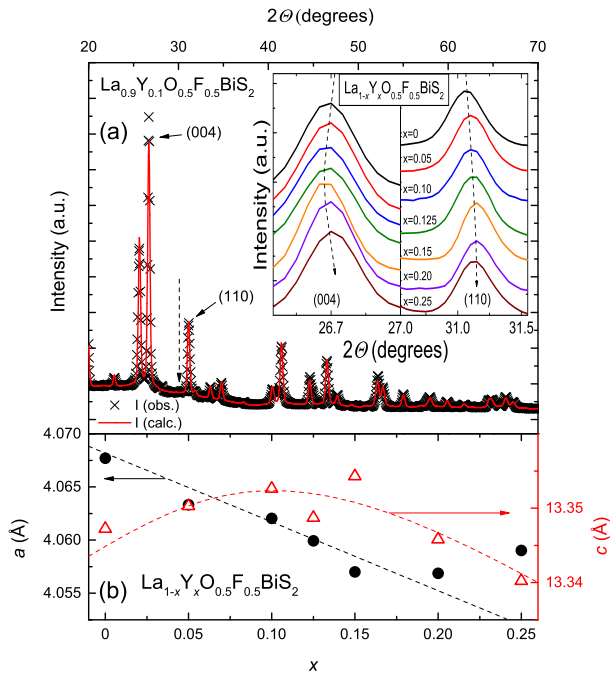 2Θ (degrees)
20 30 40 50 60 70
La0.9Y0.1O0.5F0.5BiS2
(a)
(004)
(110)
Intensity (a.u.)
I (obs.)
I (calc.)
La1-xYxO0.5F0.5BiS2
Intensity (a.u.)
x=0
x=0.05
x=0.10
x=0.125
x=0.15
x=0.20
x=0.25
(004)
(110)
26.7 27.0 31.0 31.5
2Θ (degrees)
4.070
4.065
4.060
4.055
a (Å)
13.35
13.34
c (Å)
(b)
La1-xYxO0.5F0.5BiS2
0 0.05 0.10 0.15 0.20 0.25
x